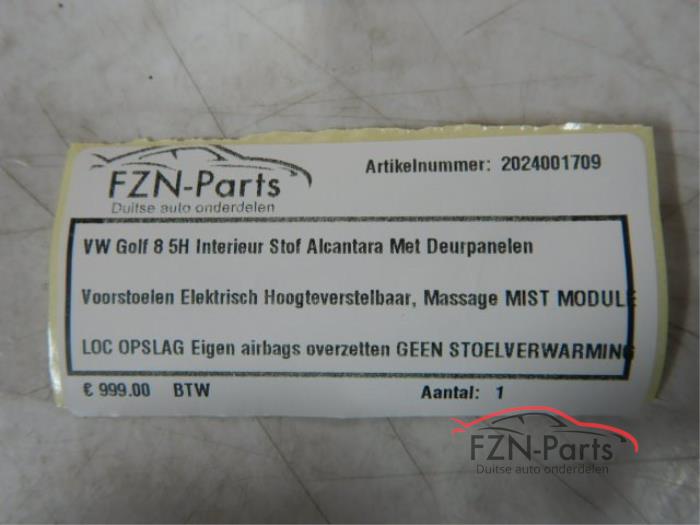 FZN-Parts
Artikelnummer: 2024001709
FZN-Parts
Duitse auto onderdelen
VW Golf 8 5H Interieur Stof Alcantara Met Deurpanelen
Voorstoelen Elektrisch Hoogteverstelbaar, Massage MIST MODULE
LOC OPSLAG Eigen airbags overzetten GEEN STOELVERWARMING
€ 999.00 BTW Aantal: 1
FZN-Parts
Duitse auto onderdelen